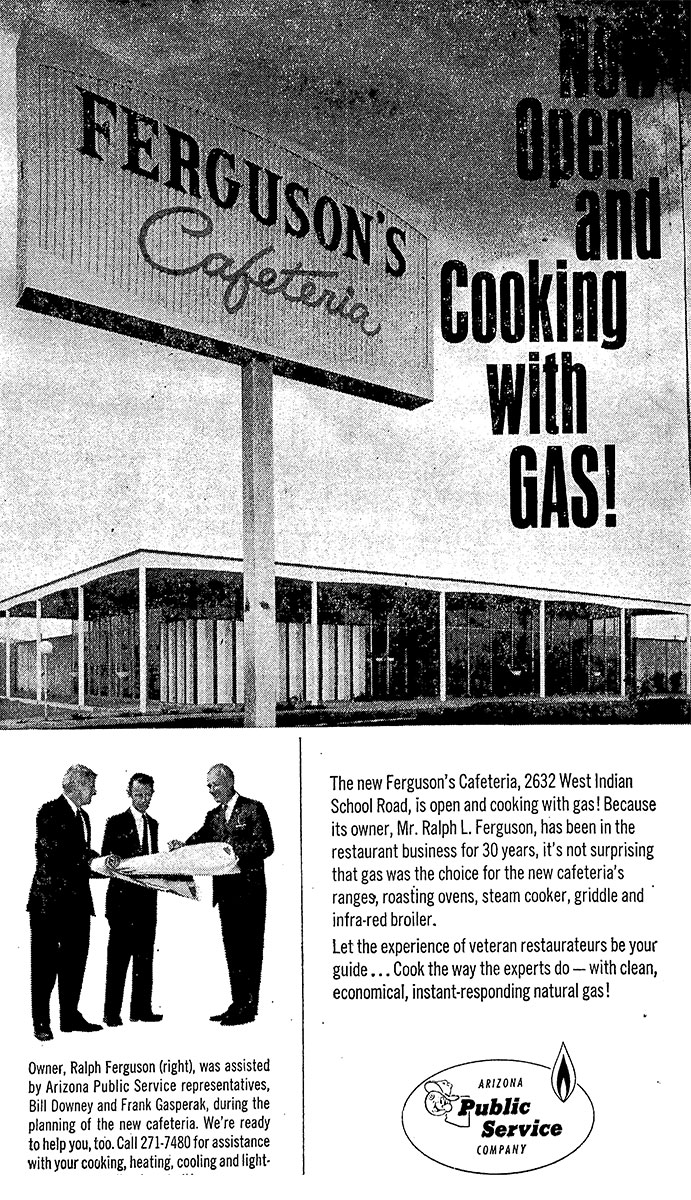 FERGUSON'S
Cafeteria
Now
Open
and
Cooking
with
GAS!
The new Ferguson's Cafeteria, 2632 West Indian
School Road, is open and cooking with gas! Because
its owner, Mr. Ralph L. Ferguson, has been in the
restaurant business for 30 years, it's not surprising
that gas was the choice for the new cafeteria's
ranges, roasting ovens, steam cooker, griddle and
infra-red broiler.
Let the experience of veteran restaurateurs be your
guide ... Cook the way the experts do — with clean,
economical, instant-responding natural gas!
Owner, Ralph Ferguson (right), was assisted
by Arizona Public Service representatives,
Bill Downey and Frank Gasperak, during the
planning of the new cafeteria. We're ready
to help you, too. Call 271-7480 for assistance
with your cooking, heating, cooling and light-
ARIZONA
Public
Service
COMPANY